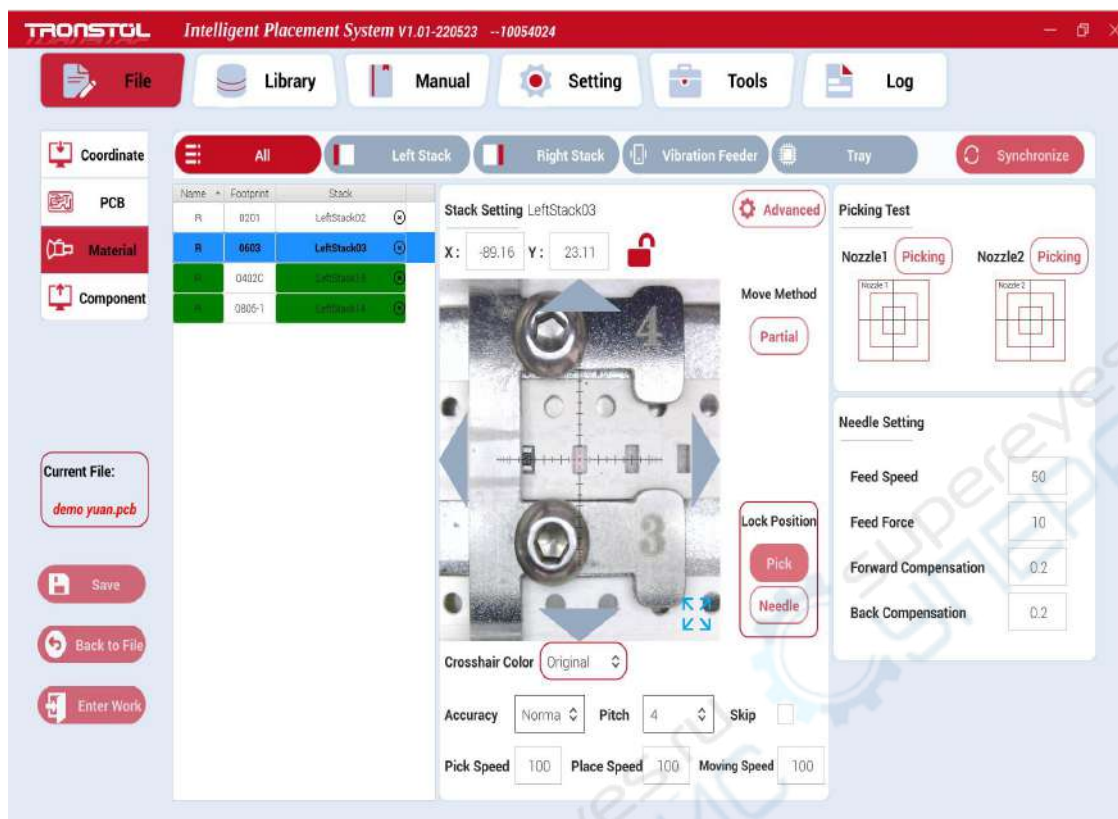 TRONSTOL Intelligent Placement System V1.01-220523 --10054024
File Library Manual Setting Tools Log
Coordinate
PCB
Material
Component
All Left Stack Right Stack Vibration Feeder Tray Synchronize
Name Footprint Stack
R 0201 LeftStack02
R 0603 LeftStack03
R 0402C
R 0805-1 LeftStack14
Stack Setting LeftStack03 Advanced
X: -89.16 Y: 23.11
4
3
Move Method
Partial
Lock Position
Pick
Needle
Crosshair Color Original
Accuracy Norma Pitch 4 Skip
Pick Speed 100 Place Speed 100 Moving Speed 100
Picking Test
Nozzle1 Picking Nozzle2 Picking
Nozzle 1 Nozzle 2
Needle Setting
Feed Speed 50
Feed Force 10
Forward Compensation 0.2
Back Compensation 0.2
Current File:
demo yuan.pcb
Save
Back to File
Enter Work
supereyes